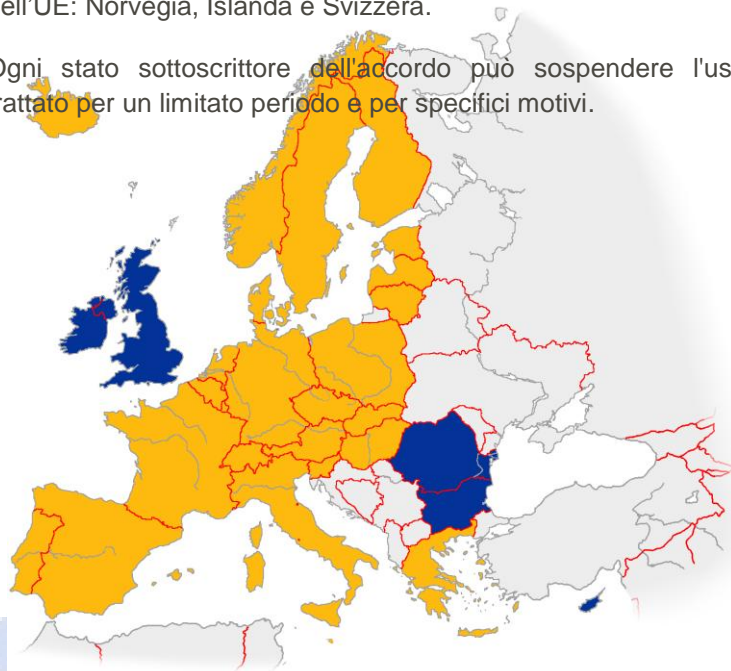 ell'UE: Norvegia, Islanda e Svizzera.
Ogni stato sottoscrittore dell'accordo può sospendere l'us
rattato per un limitato periodo e per specifici motivi.